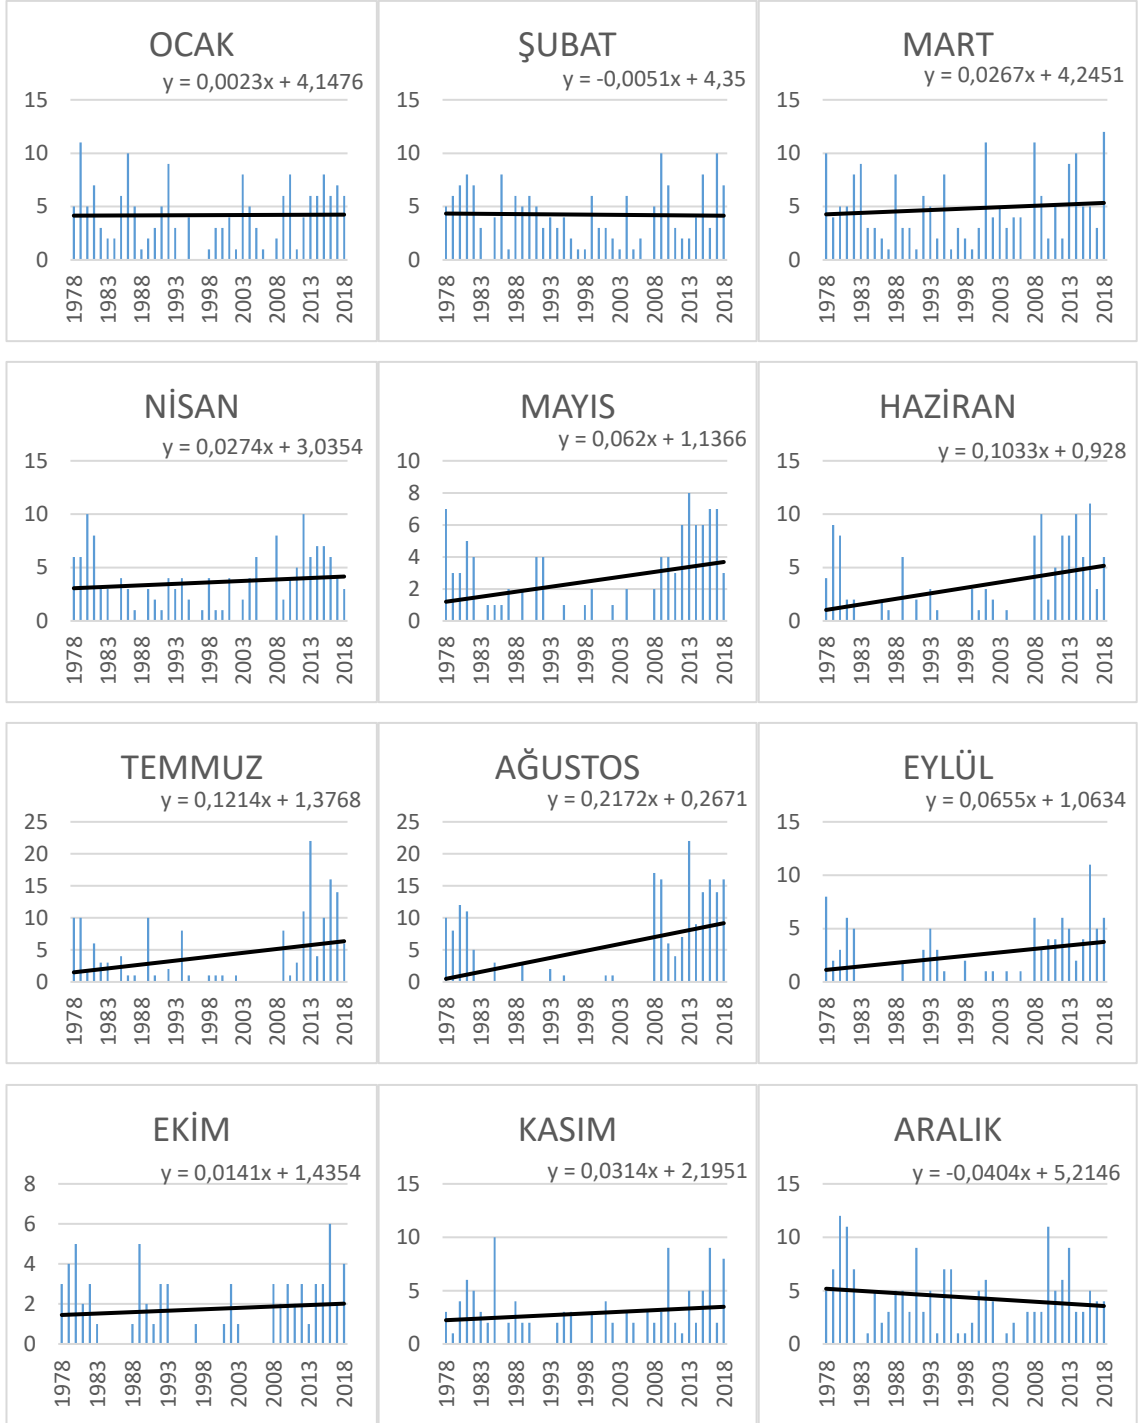 OCAK
y = 0,0023x + 4,1476
15
10
5
0
1978 1983 1988 1993 1998 2003 2008 2013 2018
ŞUBAT
y = -0,0051x + 4,35
15
10
5
0
1978 1983 1988 1993 1998 2003 2008 2013 2018
MART
y = 0,0267x + 4,2451
15
10
5
0
1978 1983 1988 1993 1998 2003 2008 2013 2018
NİSAN
y = 0,0274x + 3,0354
15
10
5
0
1978 1983 1988 1993 1998 2003 2008 2013 2018
MAYIS
y = 0,062x + 1,1366
10
8
6
4
2
0
1978 1983 1988 1993 1998 2003 2008 2013 2018
HAZİRAN
y = 0,1033x + 0,928
15
10
5
0
1978 1983 1988 1993 1998 2003 2008 2013 2018
TEMMUZ
y = 0,1214x + 1,3768
25
20
15
10
5
0
1978 1983 1988 1993 1998 2003 2008 2013 2018
AĞUSTOS
y = 0,2172x + 0,2671
25
20
15
10
5
0
1978 1983 1988 1993 1998 2003 2008 2013 2018
EYLÜL
y = 0,0655x + 1,0634
15
10
5
0
1978 1983 1988 1993 1998 2003 2008 2013 2018
EKİM
y = 0,0141x + 1,4354
8
6
4
2
0
1978 1983 1988 1993 1998 2003 2008 2013 2018
KASIM
y = 0,0314x + 2,1951
15
10
5
0
1978 1983 1988 1993 1998 2003 2008 2013 2018
ARALIK
y = -0,0404x + 5,2146
15
10
5
0
1978 1983 1988 1993 1998 2003 2008 2013 2018